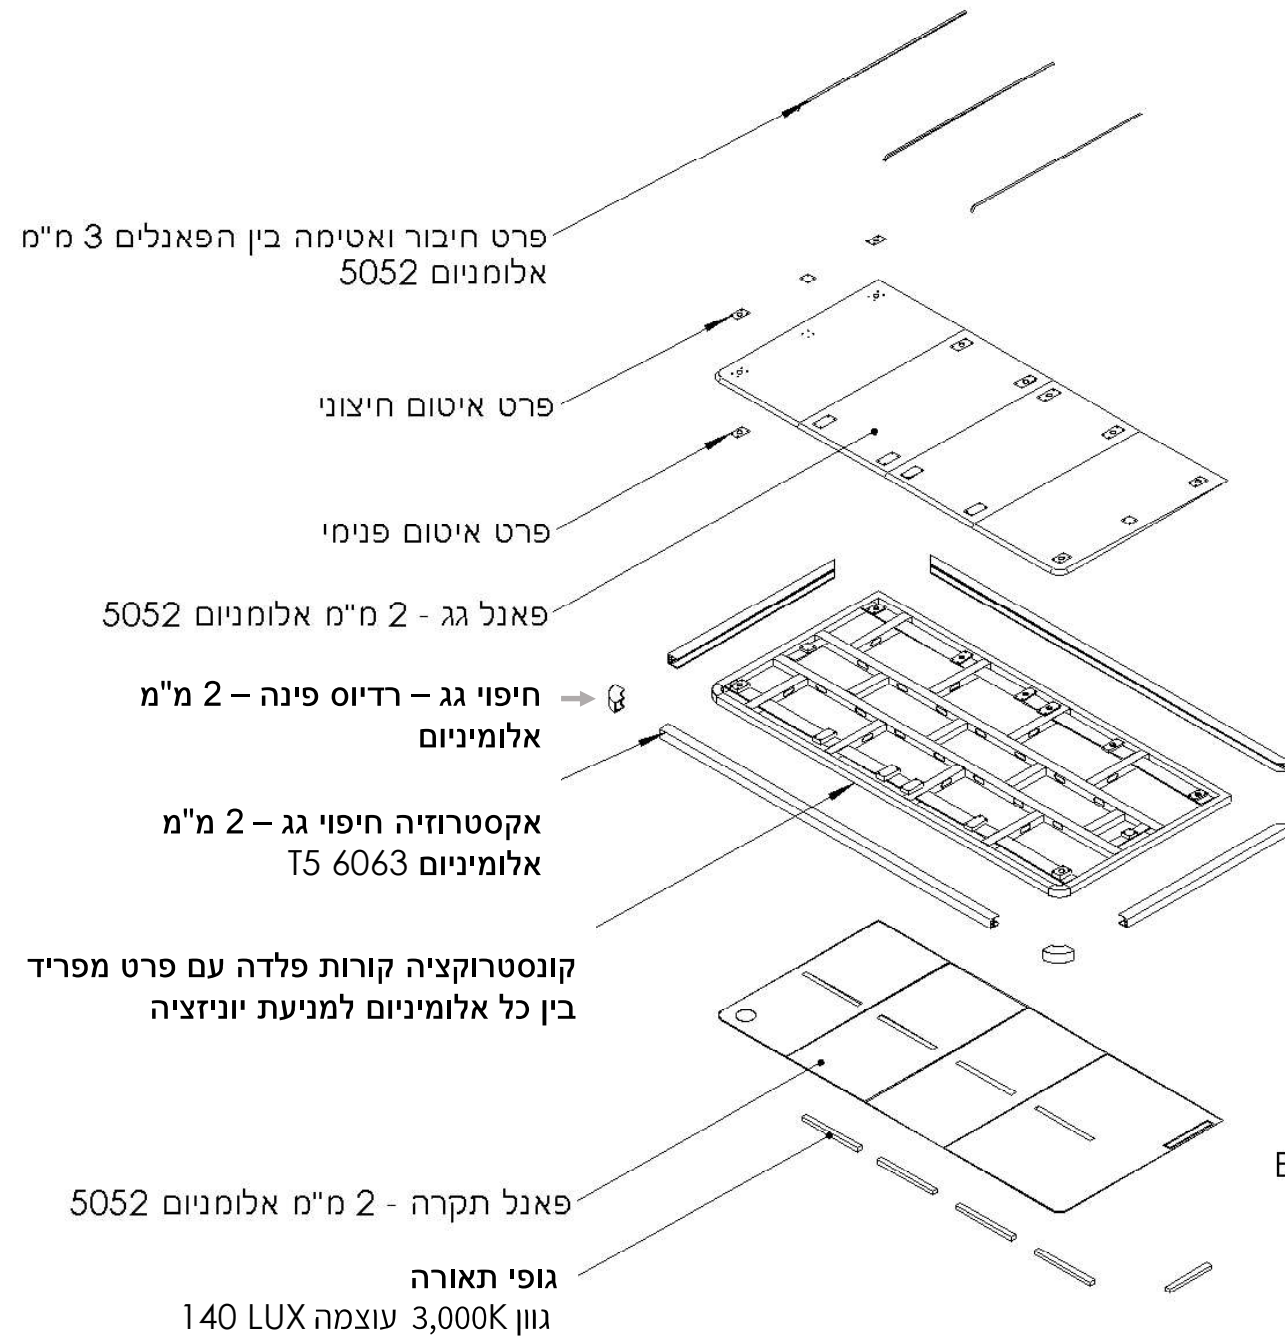 פרט חיבור ואטימה בין הפאנלים 3 מ"מ
אלומניום 5052
פרט איטום חיצוני
פרט איטום פנימי
פאנל גג - 2 מ"מ אלומניום 5052
חיפוי גג – רדיוס פינה – 2 מ"מ
אלומיניום
אקסטרוזיה חיפוי גג – 2 מ"מ
אלומיניום 6063 T5
קונסטרוקציה קורות פלדה עם פרט מפריד
בין כל אלומיניום למניעת יוניזציה
פאנל תקרה - 2 מ"מ אלומניום 5052
גופי תאורה
גוון 3,000K עוצמה 140 LUX